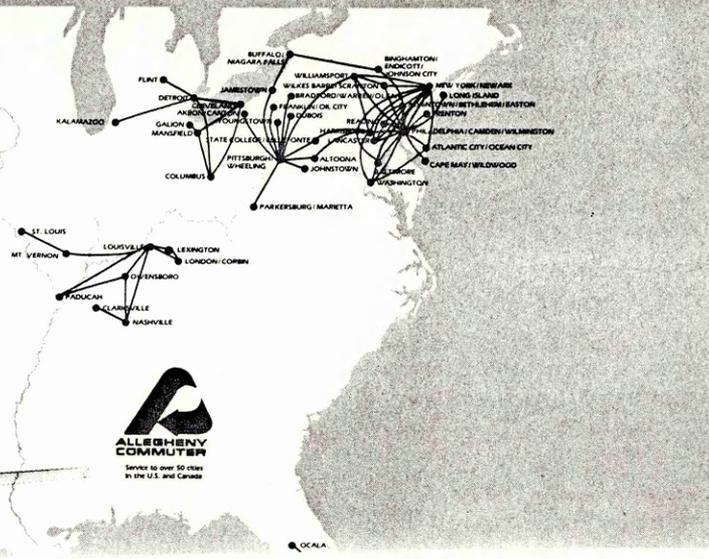 BUFFALO/
NIAGARA FALLS
BINGHAMTON/
ENDICOTT/
JOHNSON CITY
WILLIAMSPORT
FLINT
JAMESTOWN
WILKES BARRE/SCRANTON
NEW YORK/NEWARK
DETROIT
BRADFORD/WARREN/OLEAN
LONG ISLAND
CLEVELAND
FRANKLIN/OIL CITY
ALLENTOWN/BETHLEHEM/EASTON
AKRON/CANTON
DUBOIS
TRENTON
KALAMAZOO
GALION
YOUNGSTOWN
READING
MANSFIELD
HARRISBURG
PHILADELPHIA/CAMDEN/WILMINGTON
STATE COLLEGE/BELLEFONTE
LANCASTER
ATLANTIC CITY/OCEAN CITY
PITTSBURGH/
WHEELING
ALTOONA
CAPE MAY/WILDWOOD
JOHNSTOWN
BALTIMORE
COLUMBUS
WASHINGTON
PARKERSBURG/MARIETTA
ST. LOUIS
LOUISVILLE
LEXINGTON
MT. VERNON
LONDON/CORBIN
OWENSBORO
PADUCAH
CLARKSVILLE
NASHVILLE
ALLEGHENY
COMMUTER
Service to over 50 cities
in the U.S. and Canada
OCALA